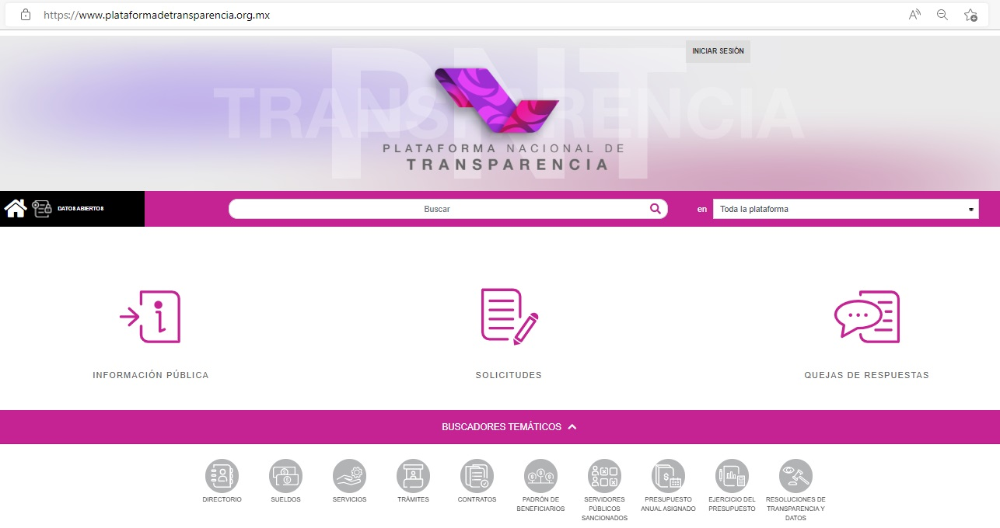 https://www.plataformadetransparencia.org.mx
INICIAR SESIÓN
PNT
TRANSPARENCIA
PLATAFORMA NACIONAL DE
TRANSPARENCIA
DATOS ABIERTOS
Buscar
en
Toda la plataforma
INFORMACIÓN PÚBLICA
SOLICITUDES
QUEJAS DE RESPUESTAS
BUSCADORES TEMÁTICOS
DIRECTORIO
SUELDOS
SERVICIOS
TRÁMITES
CONTRATOS
PADRÓN DE
BENEFICIARIOS
SERVIDORES
PÚBLICOS
SANCIONADOS
PRESUPUESTO
ANUAL ASIGNADO
EJERCICIO DEL
PRESUPUESTO
RESOLUCIONES DE
TRANSPARENCIA Y
DATOS